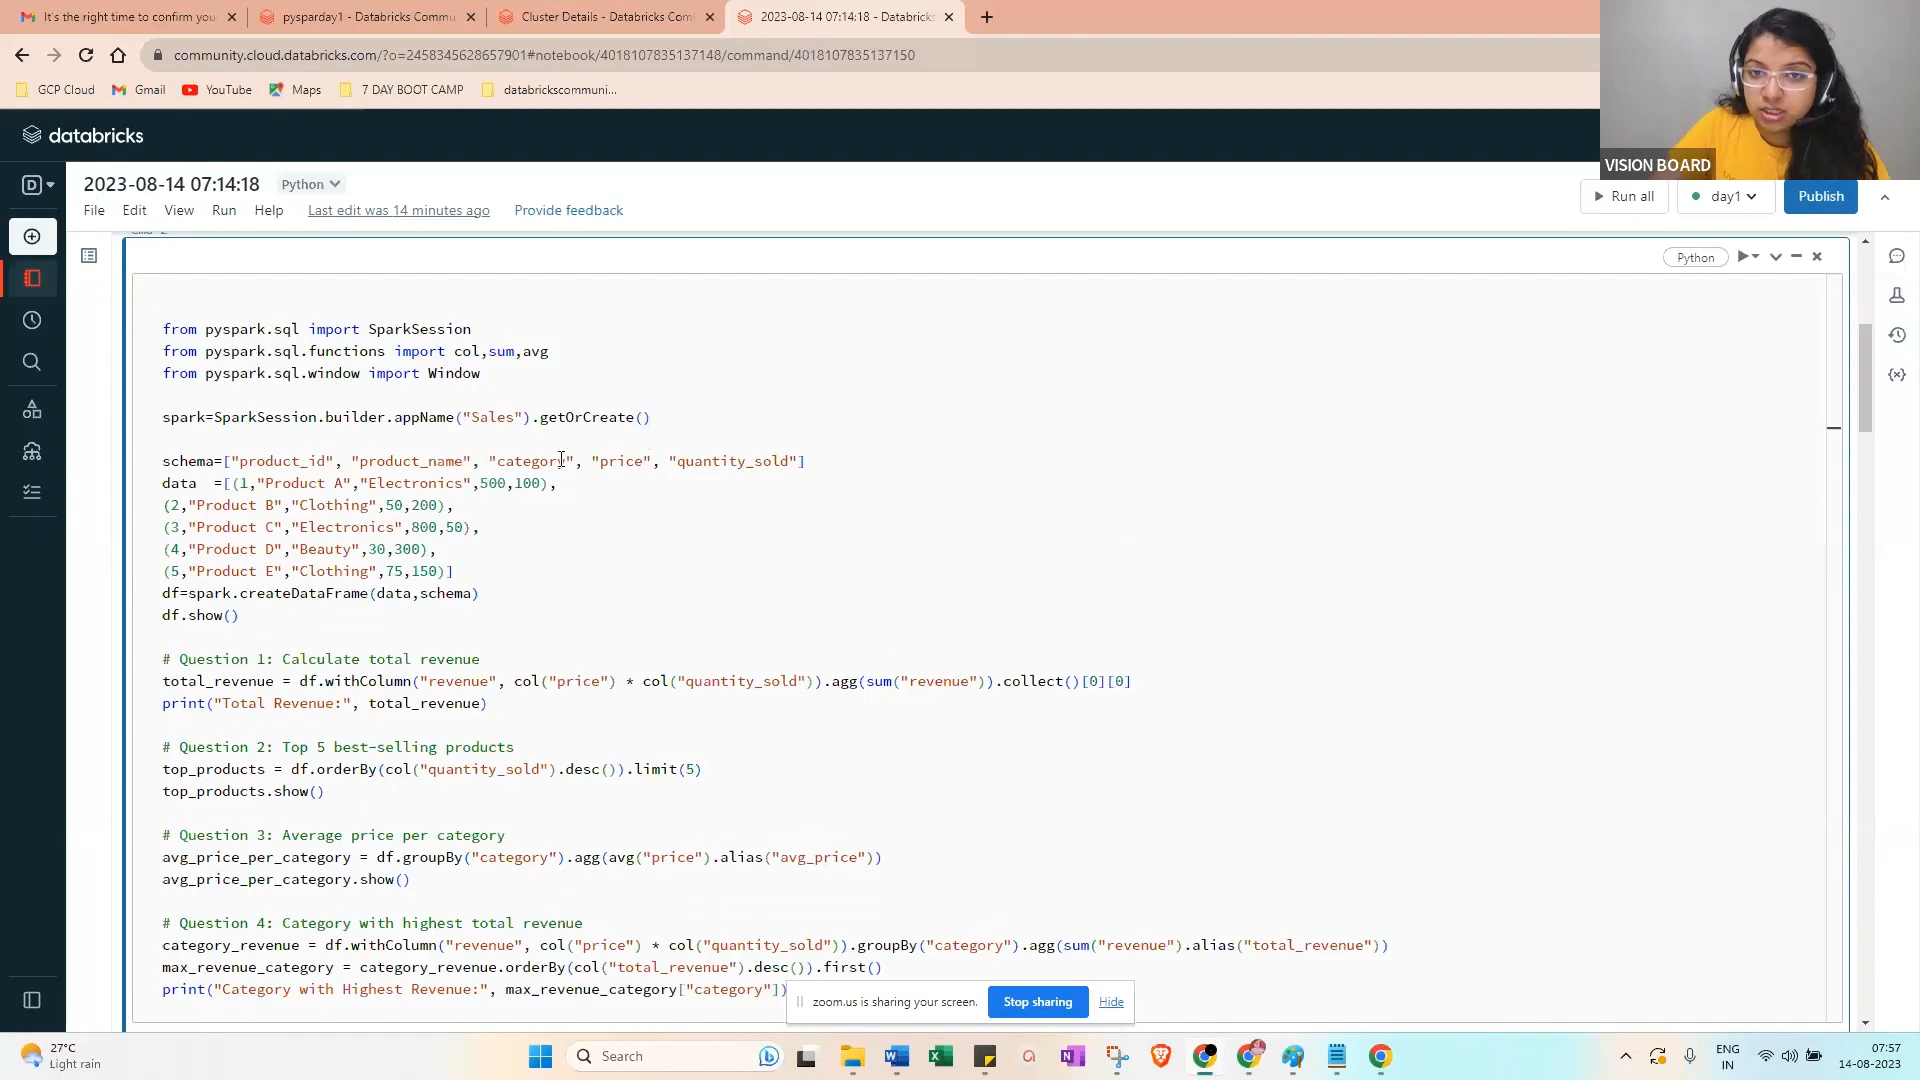 It's the right time to confirm you
pysparday1 - Databricks Commu
Cluster Details - Databricks Com
2023-08-14 07:14:18 - Databricks
community.cloud.databricks.com/?o=2458345628657901#notebook/4018107835137148/command/4018107835137150
GCP Cloud
Gmail
YouTube
Maps
7 DAY BOOT CAMP
databrickscommuni...
databricks
VISION BOARD
D
2023-08-14 07:14:18
Python
File
Edit
View
Run
Help
Last edit was 14 minutes ago
Provide feedback
Run all
day1
Publish
Python
from pyspark.sql import SparkSession
from pyspark.sql.functions import col,sum,avg
from pyspark.sql.window import Window
spark=SparkSession.builder.appName("Sales").getOrCreate()
schema=["product_id", "product_name", "category", "price", "quantity_sold"]
data  =[(1,"Product A","Electronics",500,100),
(2,"Product B","Clothing",50,200),
(3,"Product C","Electronics",800,50),
(4,"Product D","Beauty",30,300),
(5,"Product E","Clothing",75,150)]
df=spark.createDataFrame(data,schema)
df.show()
# Question 1: Calculate total revenue
total_revenue = df.withColumn("revenue", col("price") * col("quantity_sold")).agg(sum("revenue")).collect()[0][0]
print("Total Revenue:", total_revenue)
# Question 2: Top 5 best-selling products
top_products = df.orderBy(col("quantity_sold").desc()).limit(5)
top_products.show()
# Question 3: Average price per category
avg_price_per_category = df.groupBy("category").agg(avg("price").alias("avg_price"))
avg_price_per_category.show()
# Question 4: Category with highest total revenue
category_revenue = df.withColumn("revenue", col("price") * col("quantity_sold")).groupBy("category").agg(sum("revenue").alias("total_revenue"))
max_revenue_category = category_revenue.orderBy(col("total_revenue").desc()).first()
print("Category with Highest Revenue:", max_revenue_category["category"])
zoom.us is sharing your screen.
Stop sharing
Hide
27°C
Light rain
Search
ENG
IN
07:57
14-08-2023